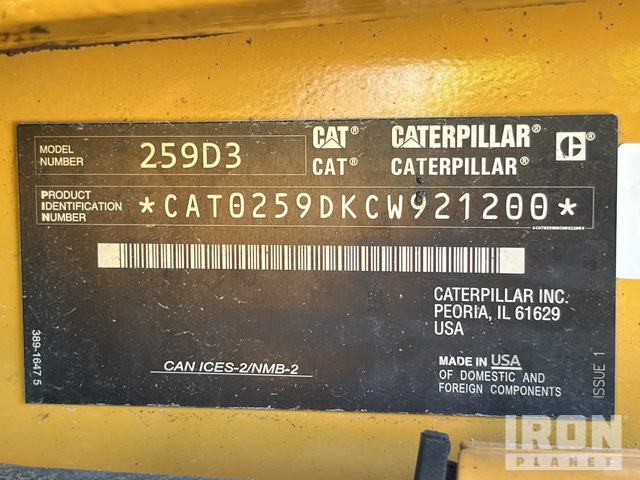 MODEL NUMBER 259D3
CAT® CATERPILLAR®
CAT® CATERPILLAR®
C
PRODUCT IDENTIFICATION NUMBER
*CAT0259DKCW921200*
*CAT0259DKCW921200*
CATERPILLAR INC.
PEORIA, IL 61629
USA
389-1647 5
CAN ICES-2/NMB-2
MADE IN USA
OF DOMESTIC AND
FOREIGN COMPONENTS
ISSUE 1
IRON
PLANET